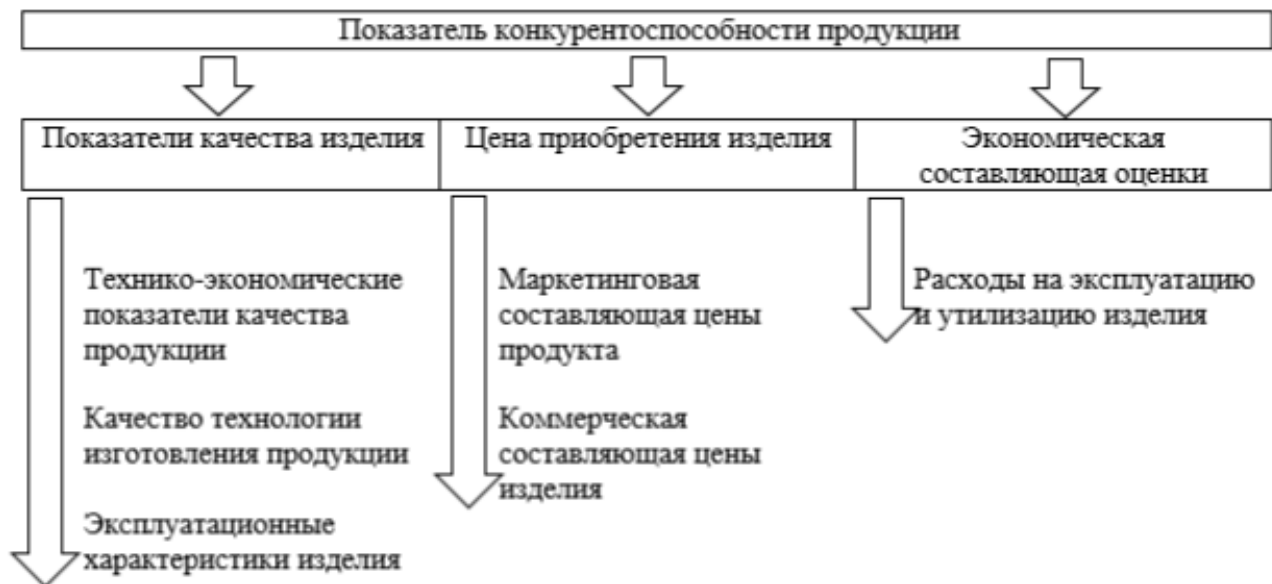 Показатель конкурентоспособности продукции
Показатели качества изделия
Цена приобретения изделия
Экономическая
составляющая оценки
Технико-экономические
показатели качества
продукции
Качество технологии
изготовления продукции
Эксплуатационные
характеристики изделия
Маркетинговая
составляющая цены
продукта
Коммерческая
составляющая цены
изделия
Расходы на эксплуатацию
и утилизацию изделия